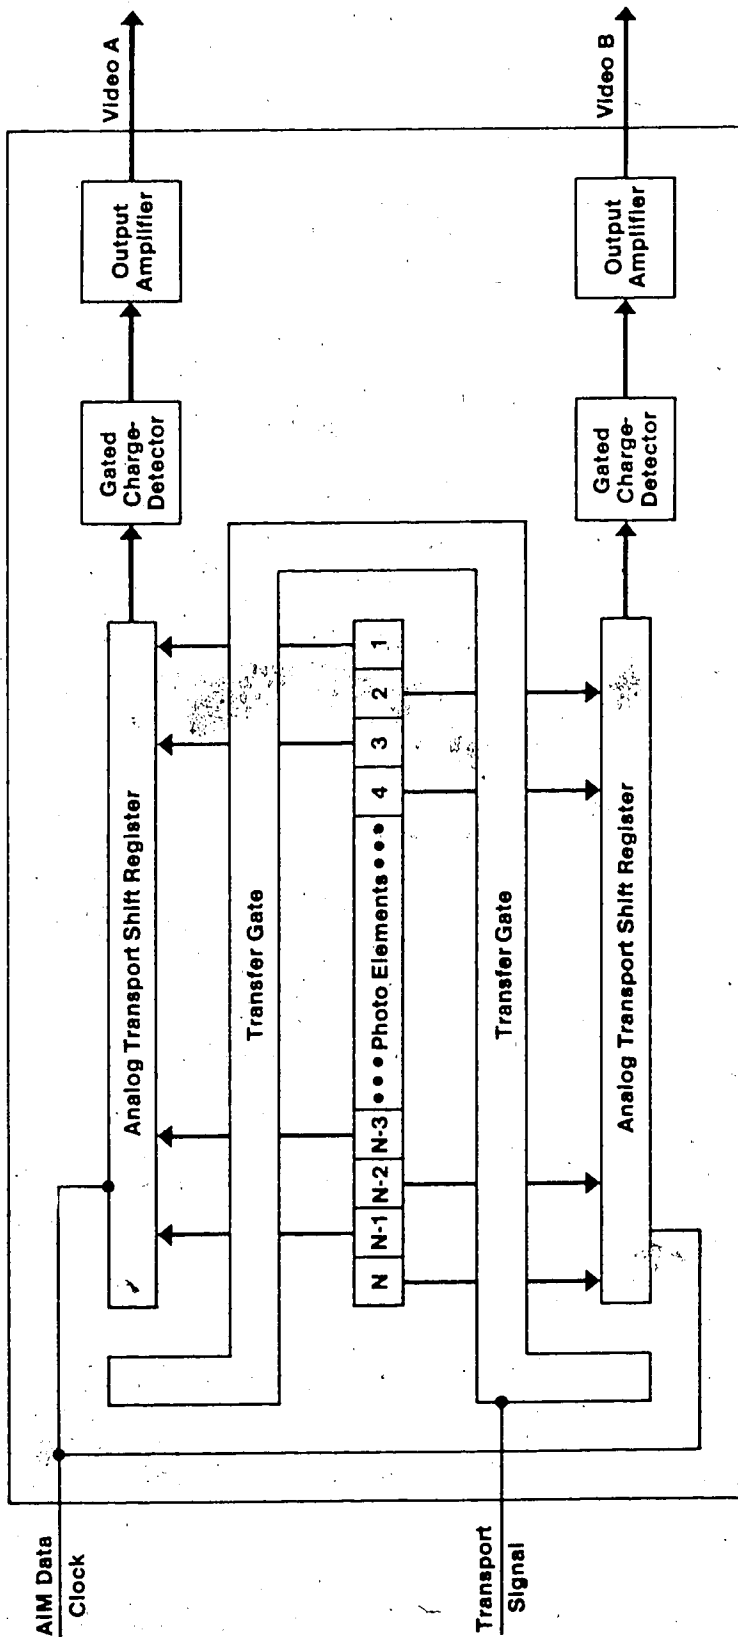 AIM Data
Clock
Transport
Signal
Analog Transport Shift Register
Gated
Charge-
Detector
Output
Amplifier
Video A
Transfer Gate
N
N-1
N-2
N-3
•••• Photo Elements ••••
4
3
2
1
Transfer Gate
Analog Transport Shift Register
Gated
Charge-
Detector
Output
Amplifier
Video B